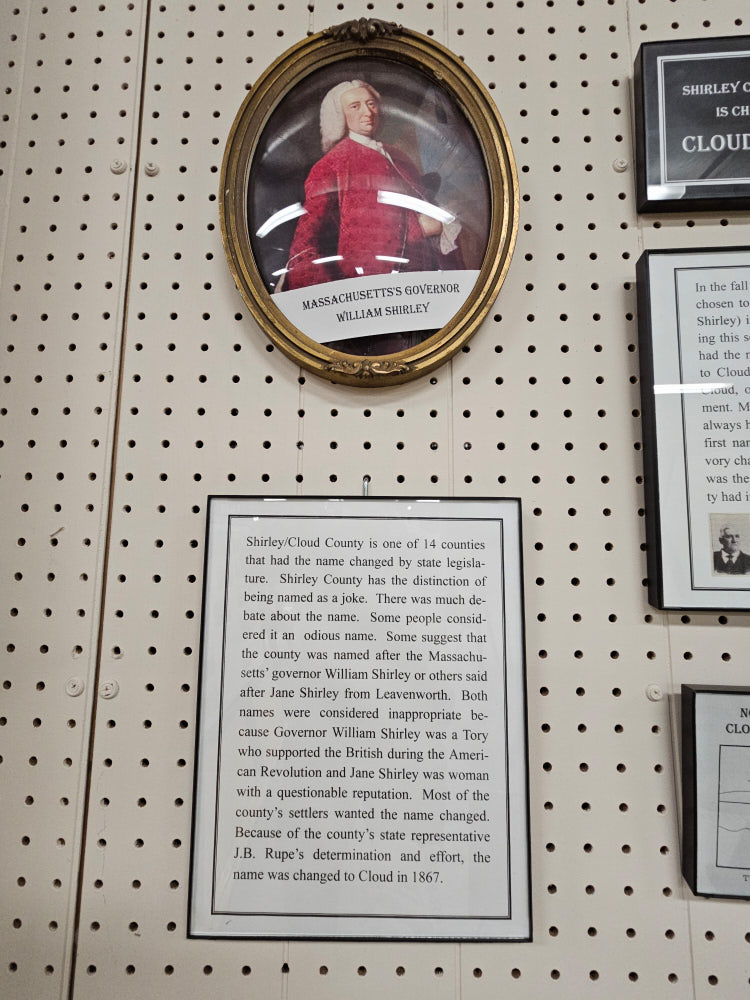 MASSACHUSETTS'S GOVERNOR
WILLIAM SHIRLEY
Shirley/Cloud County is one of 14 counties
that had the name changed by state legisla-
ture. Shirley County has the distinction of
being named as a joke. There was much de-
bate about the name. Some people consid-
ered it an odious name. Some suggest that
the county was named after the Massachu-
setts' governor William Shirley or others said
after Jane Shirley from Leavenworth. Both
names were considered inappropriate be-
cause Governor William Shirley was a Tory
who supported the British during the Ameri-
can Revolution and Jane Shirley was woman
with a questionable reputation. Most of the
county's settlers wanted the name changed.
Because of the county's state representative
J.B. Rupe's determination and effort, the
name was changed to Cloud in 1867.
SHIRLEY C
IS CH
CLOUD
In the fall
chosen to
Shirley) i
ing this s
had the
to Cloud
Cloud, o
ment. M
always h
first nam
vory cha
was the
ty had i
NO
CLO
T